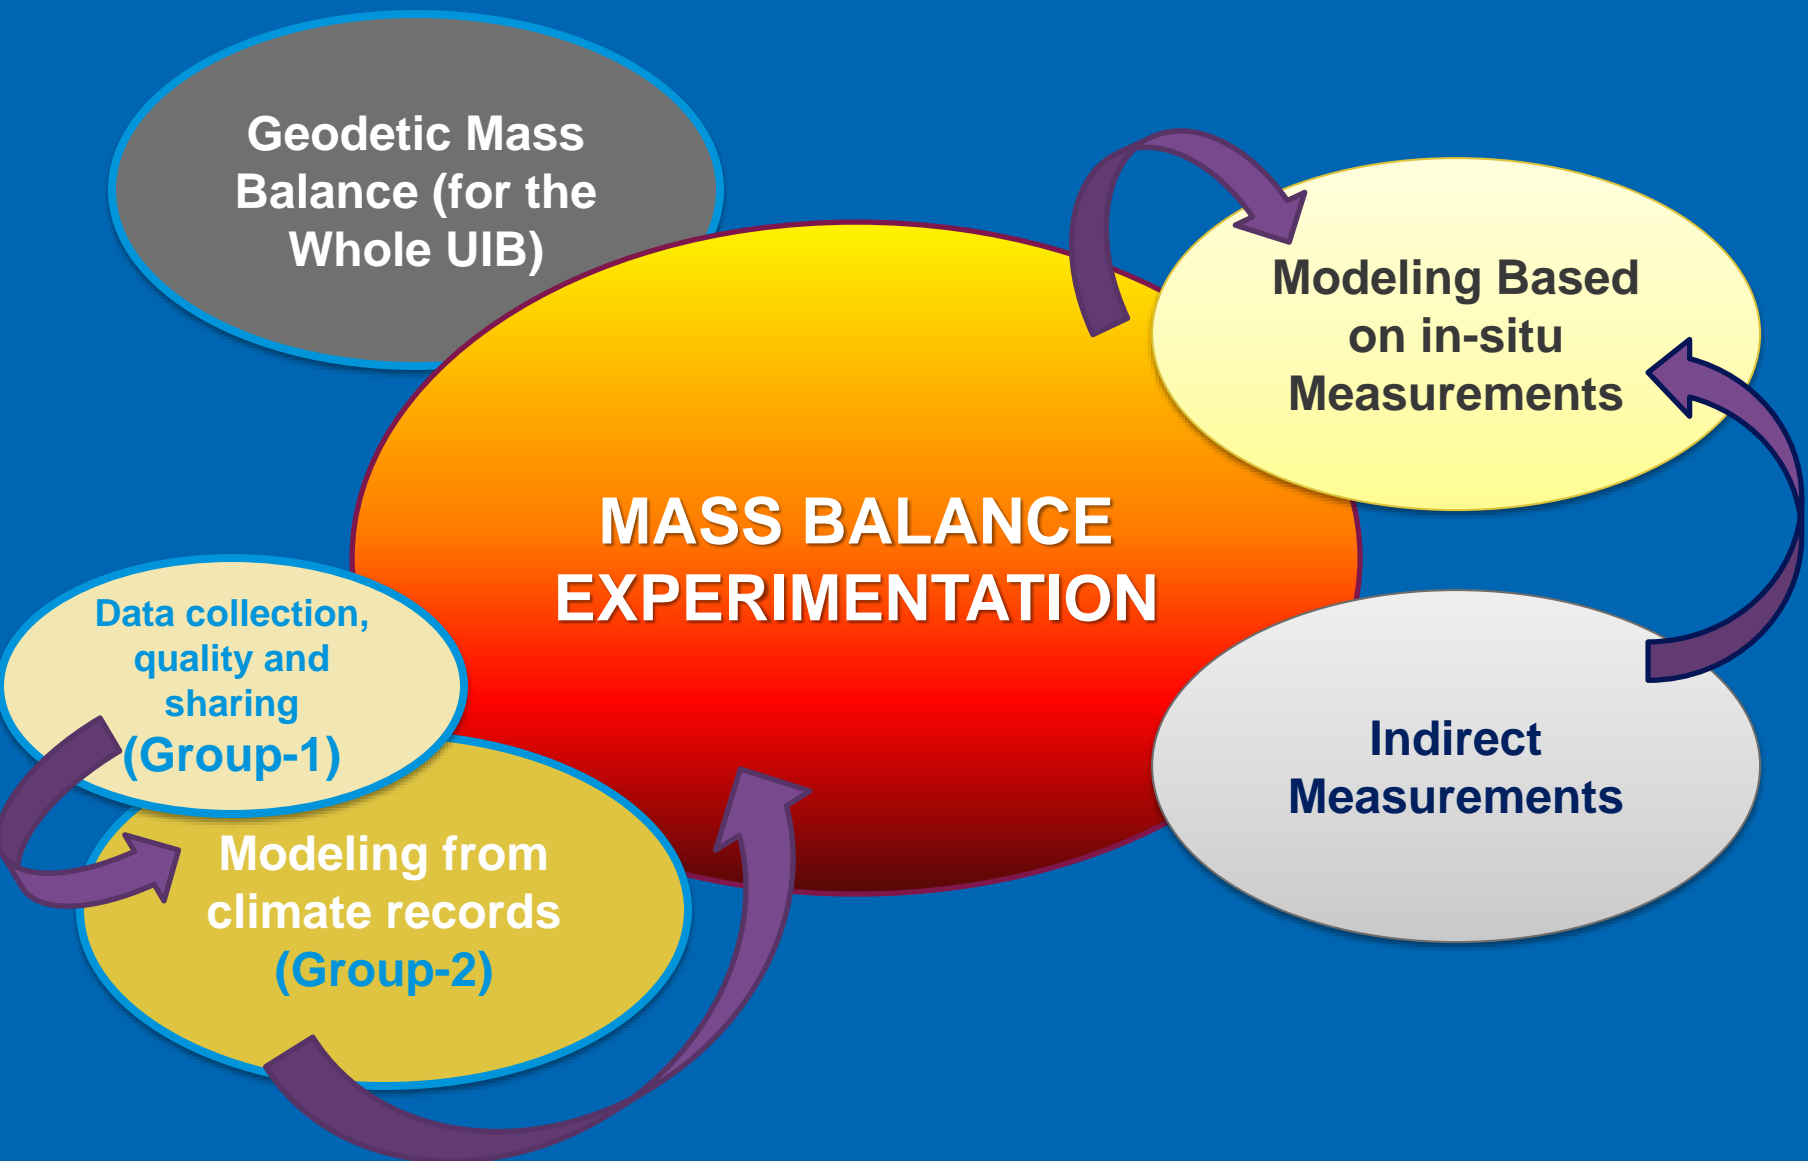 Geodetic Mass
Balance (for the
Whole UIB)
Modeling Based
on in-situ
Measurements
MASS BALANCE
EXPERIMENTATION
Data collection,
quality and
sharing
(Group-1)
Indirect
Measurements
Modeling from
climate records
(Group-2)